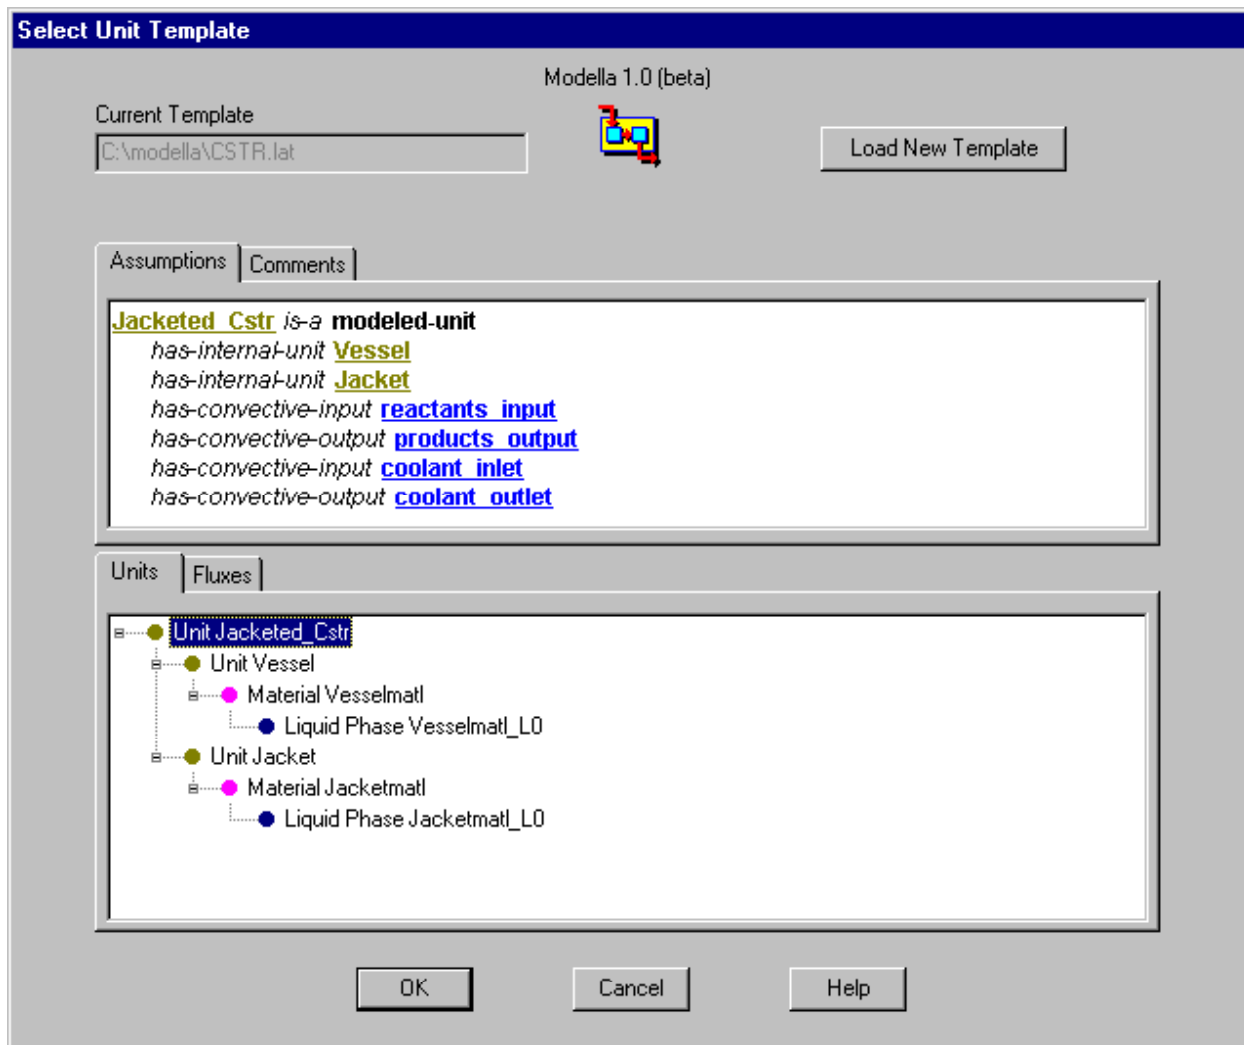 Select Unit Template
Modella 1.0 (beta)
Current Template
C:\modella\CSTR.lat
Load New Template
Assumptions Comments
Jacketed_Cstr is-a modeled-unit
has-internal-unit Vessel
has-internal-unit Jacket
has-convective-input reactants_input
has-convective-output products_output
has-convective-input coolant_inlet
has-convective-output coolant_outlet
Units Fluxes
Unit Jacketed_Cstr
Unit Vessel
Material Vesselmatl
Liquid Phase Vesselmatl_L0
Unit Jacket
Material Jacketmatl
Liquid Phase Jacketmatl_L0
OK Cancel Help